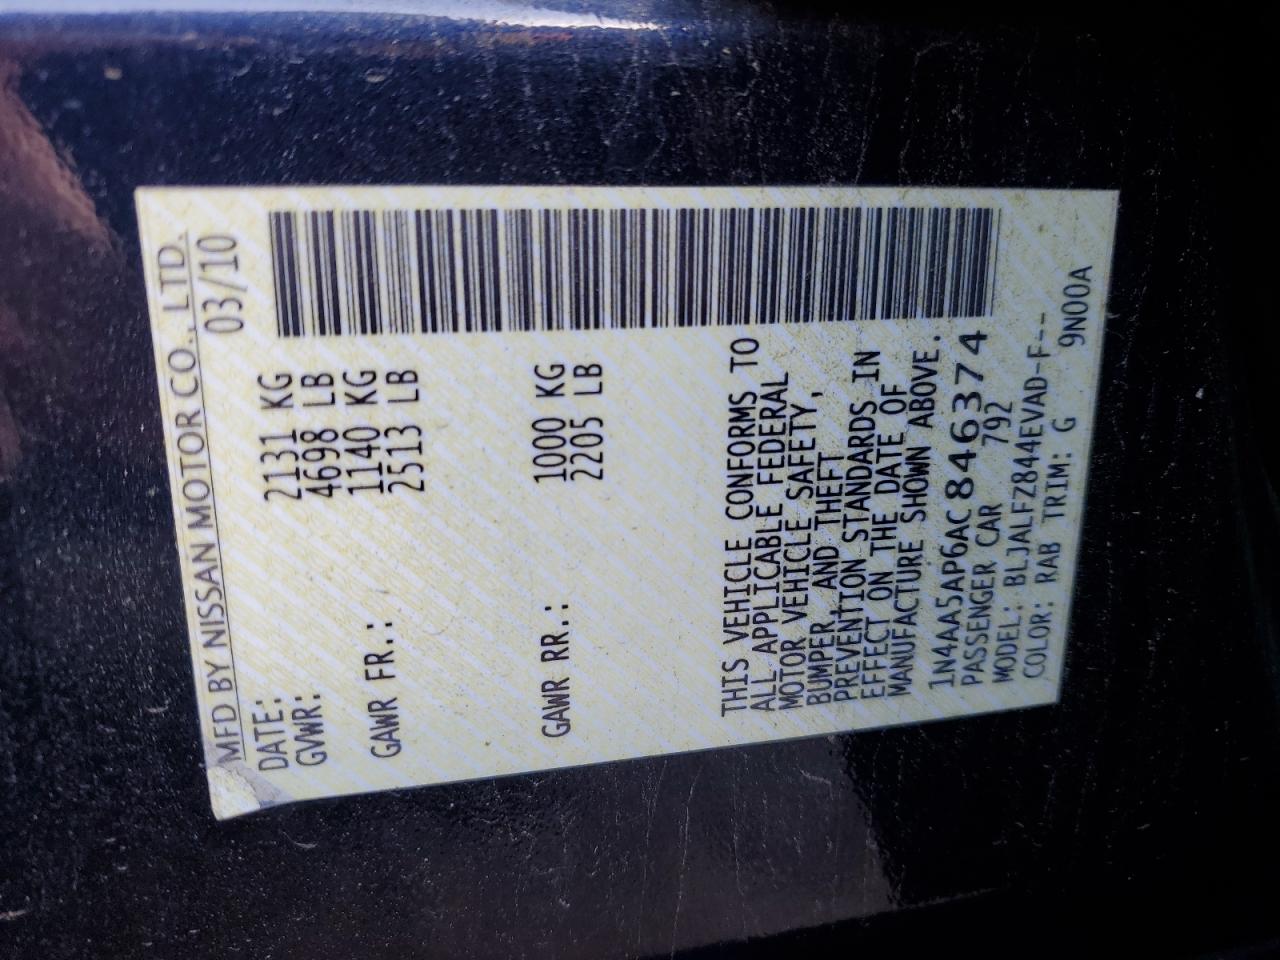 MFD BY NISSAN MOTOR CO., LTD.
DATE: 03/10
GVWR: 2131 KG
4698 LB
GAWR FR.: 1140 KG
2513 LB
GAWR RR.: 1000 KG
2205 LB
THIS VEHICLE CONFORMS TO
ALL APPLICABLE FEDERAL
MOTOR VEHICLE SAFETY,
BUMPER, AND THEFT
PREVENTION STANDARDS IN
EFFECT ON THE DATE OF
MANUFACTURE SHOWN ABOVE.
1N4AA5AP6AC846374
PASSENGER CAR 792
MODEL: BLJALFZ844EVAD-F--
COLOR: RAB TRIM: G 9N00A